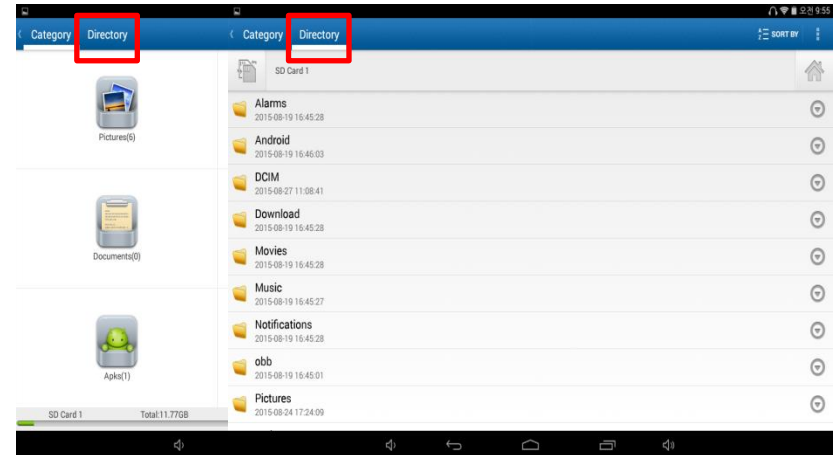 Category Directory
Pictures(6)
Documents(0)
Apks(1)
SD Card 1 Total:11.77GB
오전 9:55
Category Directory
SORT BY
SD Card 1
Alarms
2015-08-19 16:45:28
Android
2015-08-19 16:46:03
DCIM
2015-08-27 11:08:41
Download
2015-08-19 16:45:28
Movies
2015-08-19 16:45:28
Music
2015-08-19 16:45:27
Notifications
2015-08-19 16:45:28
obb
2015-08-19 16:45:01
Pictures
2015-08-24 17:24:09